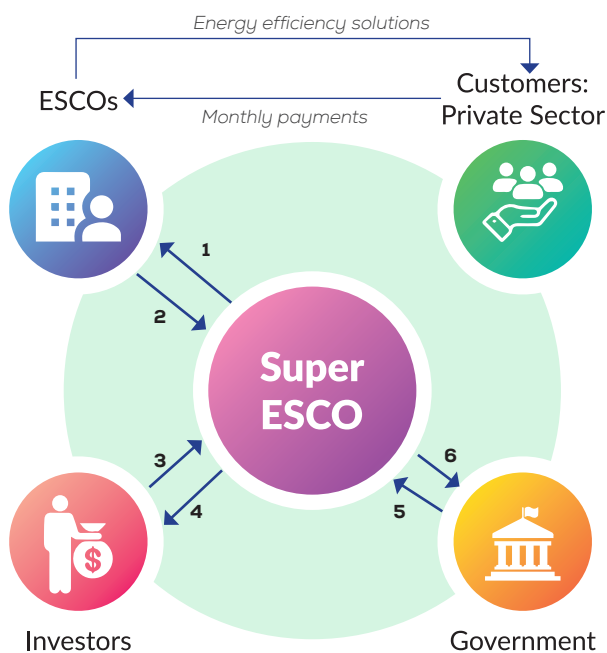 Energy efficiency solutions
ESCOs
Customers:
Private Sector
Monthly payments
1
2
Super
ESCO
3
4
6
5
$
Investors
Government